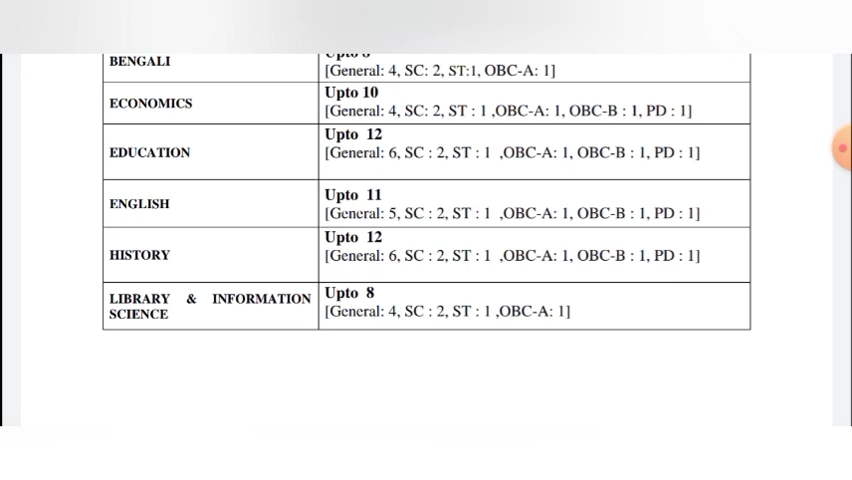 BENGALI
Upto 8
[General: 4, SC: 2, ST:1, OBC-A: 1]
ECONOMICS
Upto 10
[General: 4, SC: 2, ST : 1 ,OBC-A: 1, OBC-B : 1, PD : 1]
EDUCATION
Upto 12
[General: 6, SC : 2, ST : 1 ,OBC-A: 1, OBC-B : 1, PD : 1]
ENGLISH
Upto 11
[General: 5, SC : 2, ST : 1 ,OBC-A: 1, OBC-B : 1, PD : 1]
HISTORY
Upto 12
[General: 6, SC : 2, ST : 1 ,OBC-A: 1, OBC-B : 1, PD : 1]
LIBRARY & INFORMATION
SCIENCE
Upto 8
[General: 4, SC : 2, ST : 1 ,OBC-A: 1]